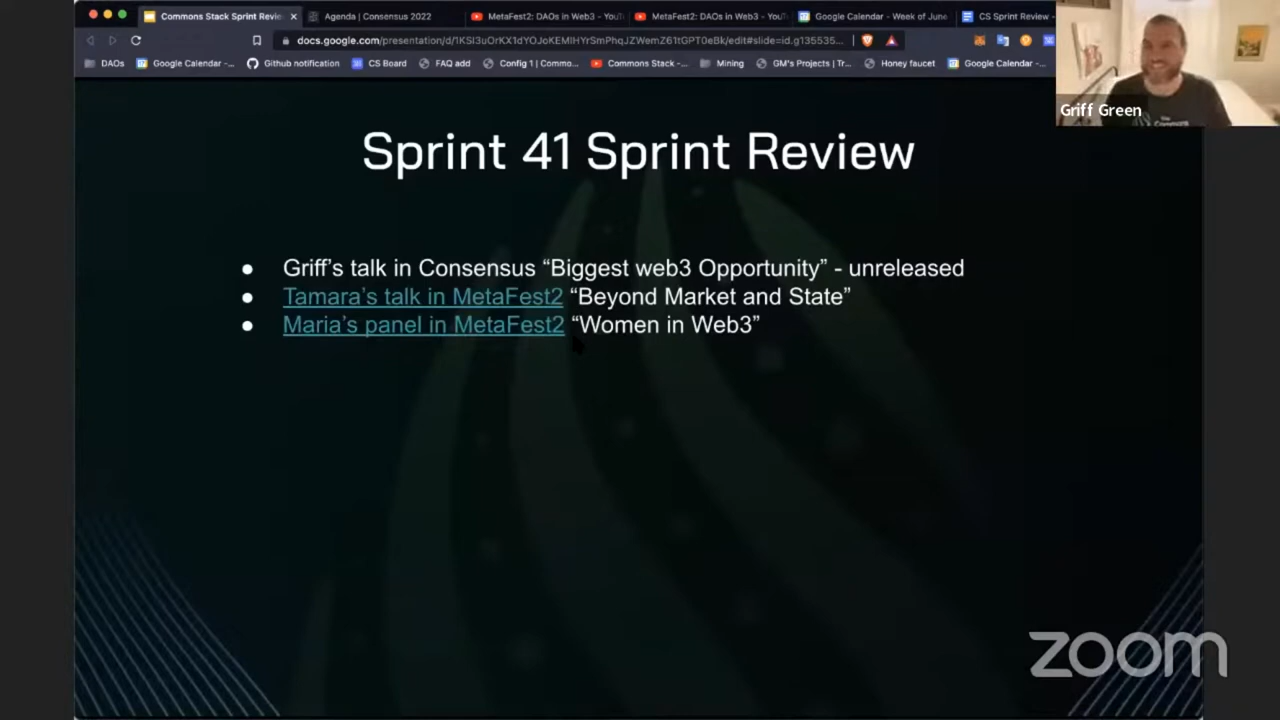 Commons Stack Sprint Revie
Agenda | Consensus 2022
MetaFest2: DAOs in Web3 - YouT
MetaFest2: DAOs in Web3 - YouT
Google Calendar - Week of June
CS Sprint Review -
DAOs
Google Calendar -...
Github notification
CS Board
FAQ add
Config 1 | Commo...
Commons Stack -...
Mining
GM's Projects | Tr...
Honey faucet
Google Calendar -...
Griff Green
Sprint 41 Sprint Review
● Griff’s talk in Consensus “Biggest web3 Opportunity” - unreleased
● Tamara’s talk in MetaFest2 “Beyond Market and State”
● Maria’s panel in MetaFest2 “Women in Web3”
zoom